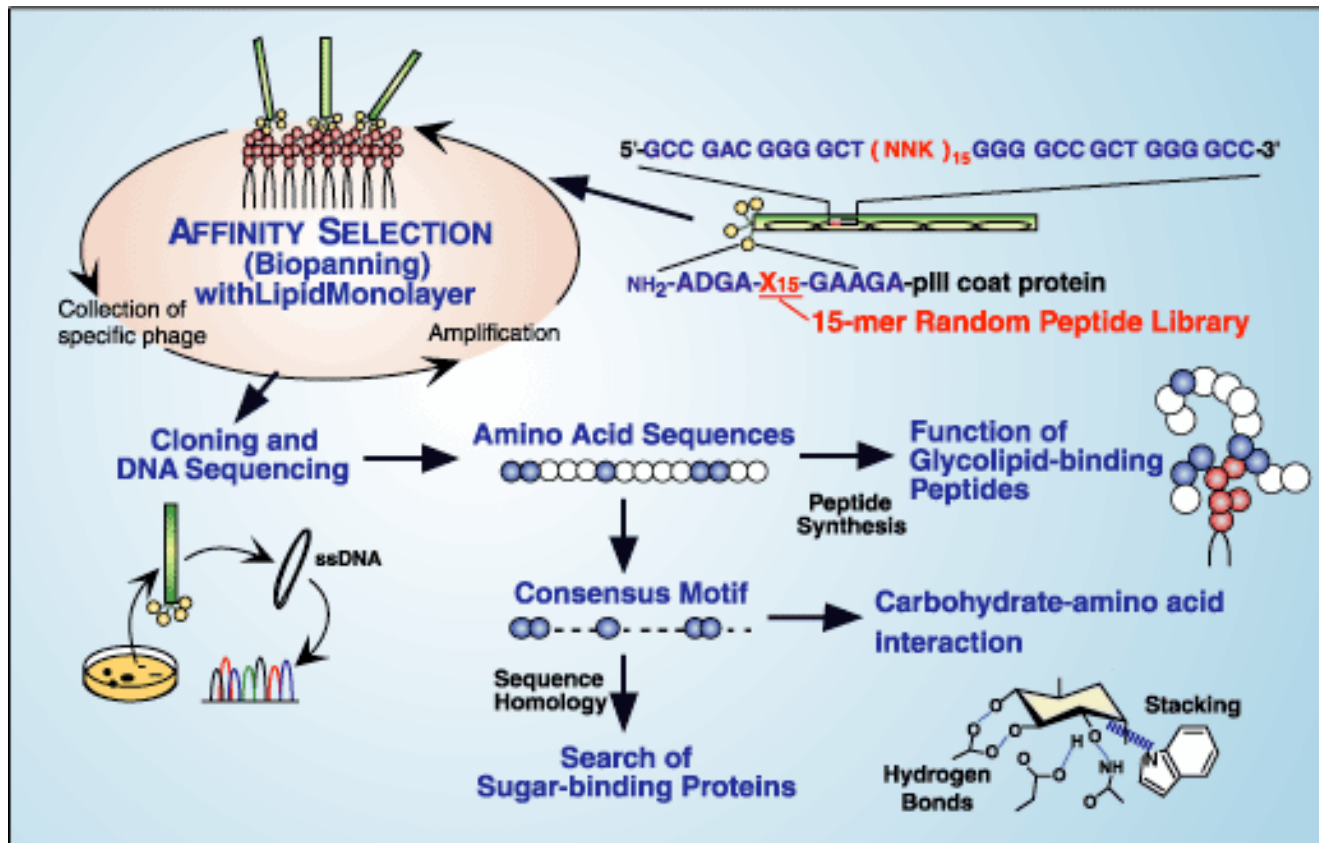 5'-GCC GAC GGG GCT (NNK)15GGG GCC GCT GGG GCC-3'
AFFINITY SELECTION
(Biopanning)
withLipidMonolayer
Collection of
specific phage
Amplification
NH2-ADGA-X15-GAAGA-pIII coat protein
15-mer Random Peptide Library
Cloning and
DNA Sequencing
Amino Acid Sequences
Function of
Glycolipid-binding
Peptides
Peptide
Synthesis
ssDNA
Consensus Motif
Carbohydrate-amino acid
interaction
Sequence
Homology
Search of
Sugar-binding Proteins
Stacking
Hydrogen
Bonds
O
O
O
O
O
H
O
O
NH
O
N